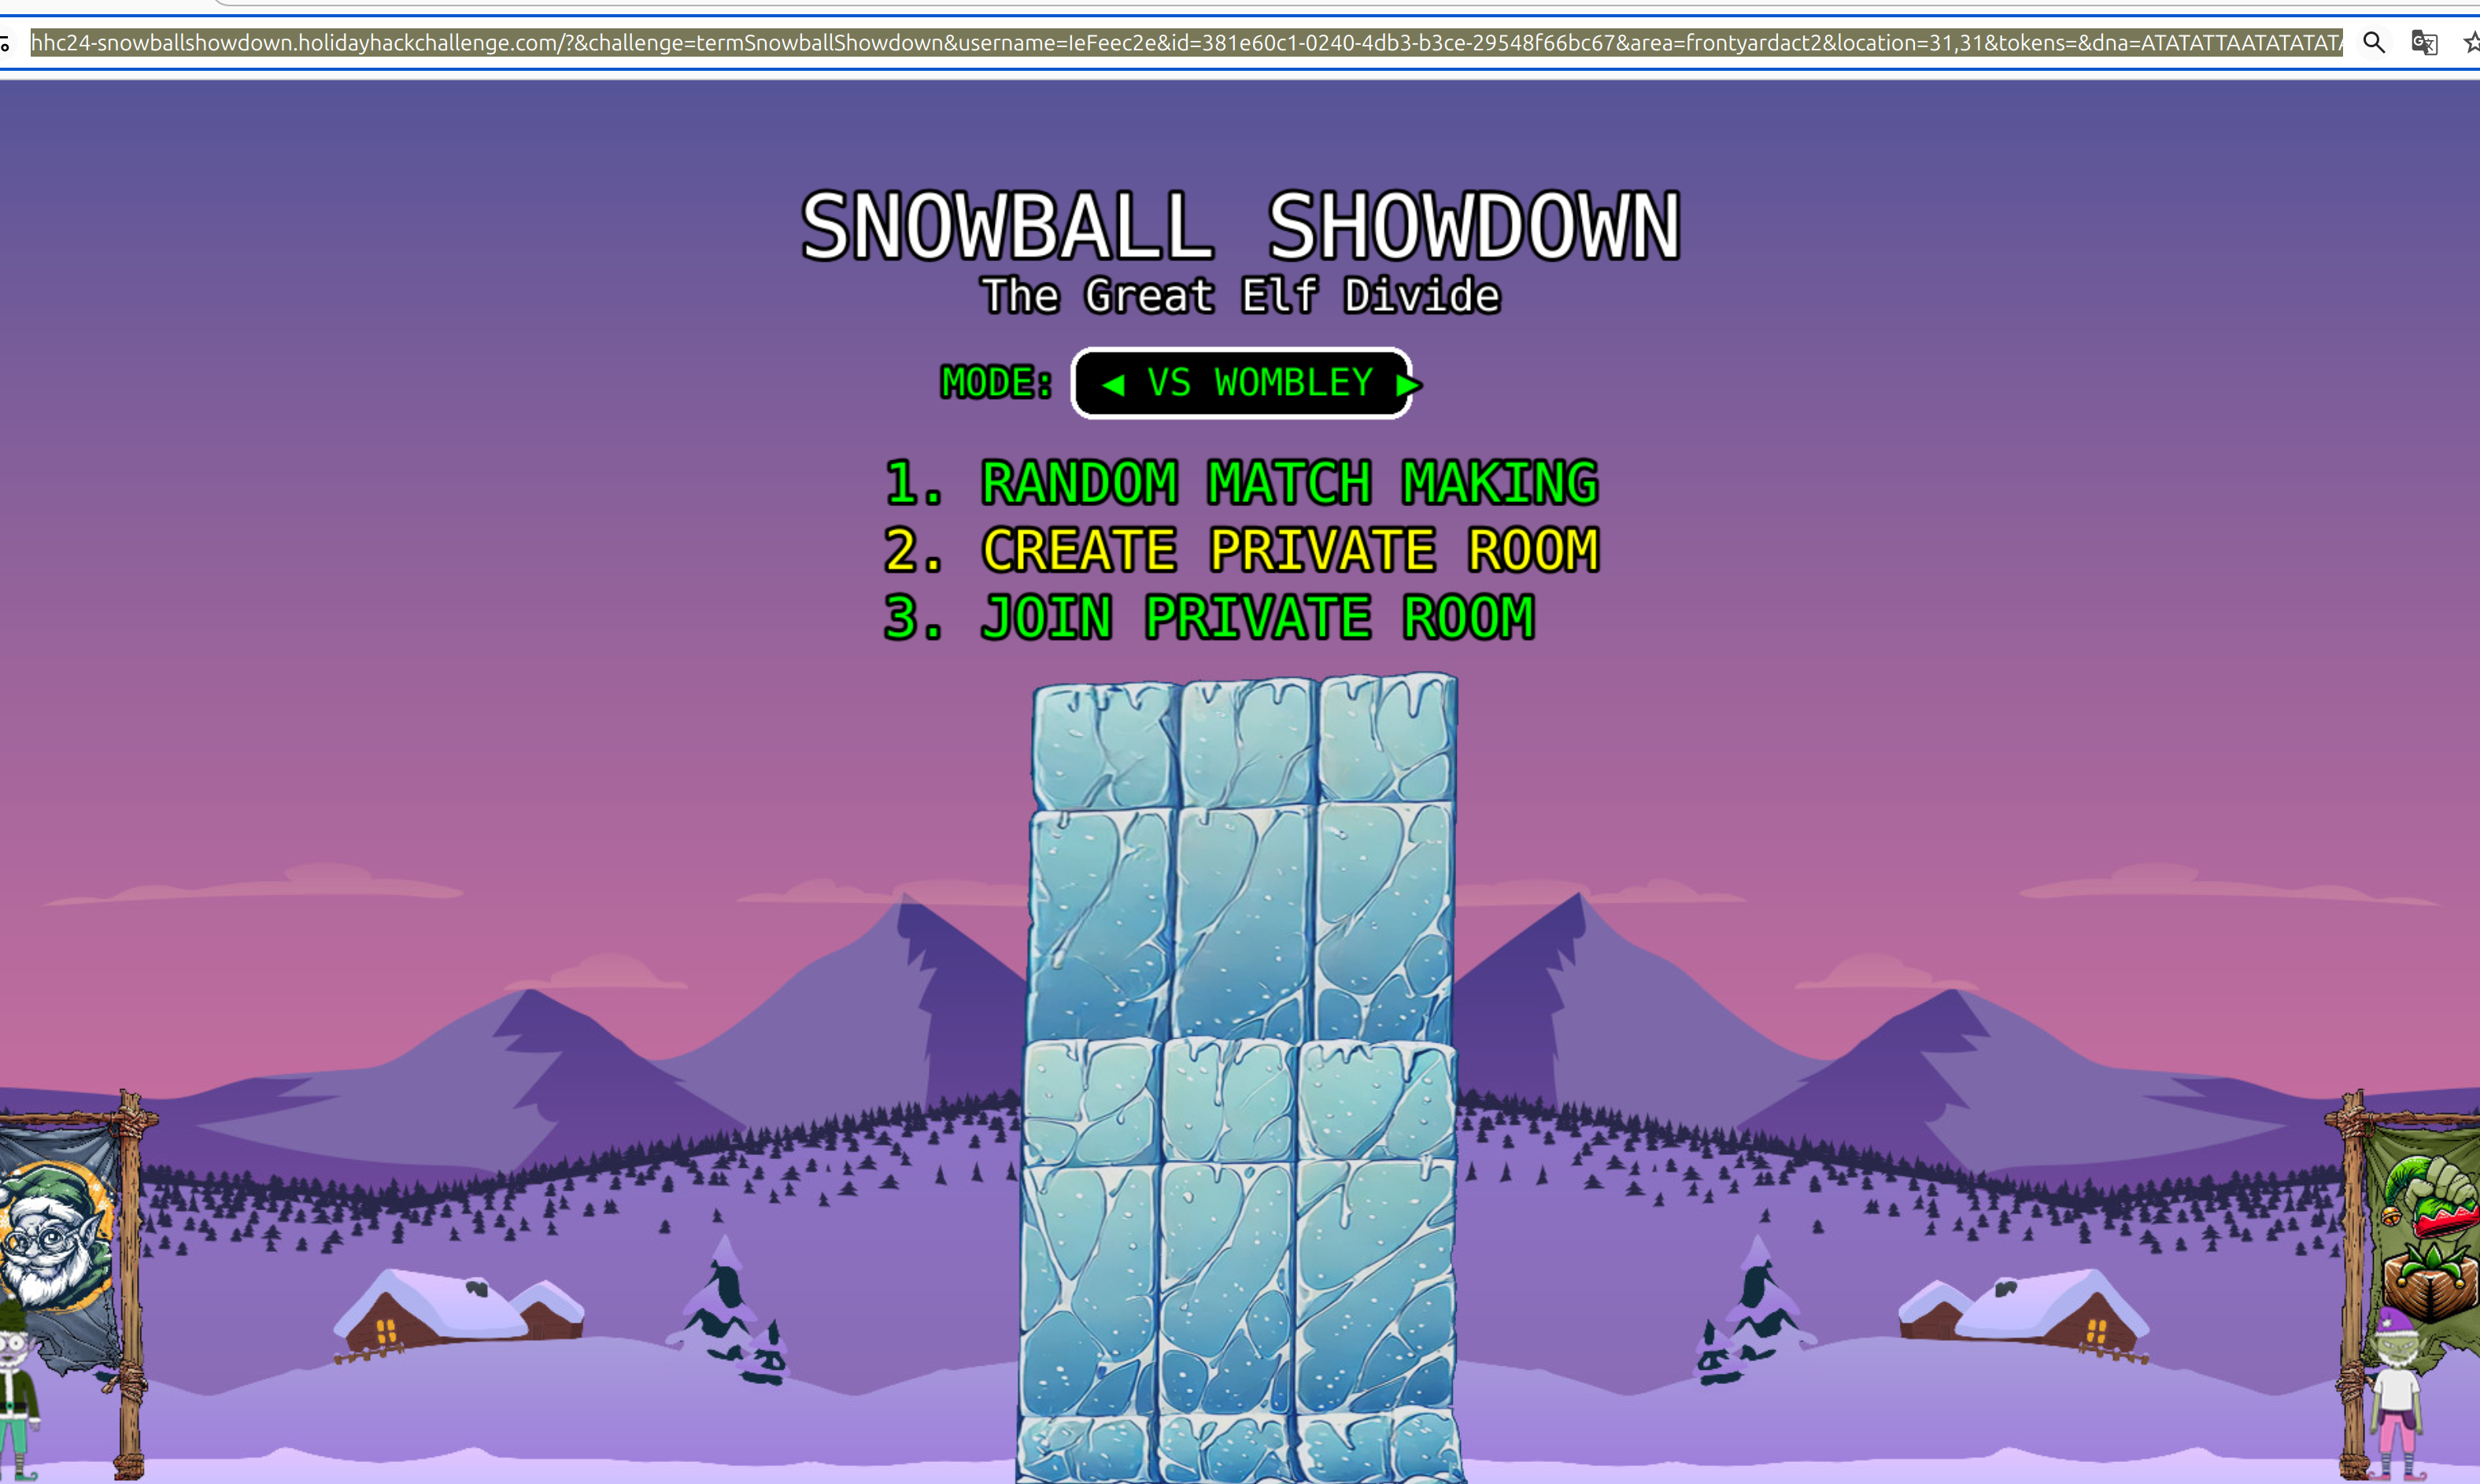 hhc24-snowballshowdown.holidayhackchallenge.com/?&challenge=termSnowballShowdown&username=IeFeec2e&id=381e60c1-0240-4db3-b3ce-29548f66bc67&area=frontyardact2&location=31,31&tokens=&dna=ATATATTAATATATATAT
SNOWBALL SHOWDOWN
The Great Elf Divide
MODE: ◀ VS WOMBLEY ▶
1. RANDOM MATCH MAKING
2. CREATE PRIVATE ROOM
3. JOIN PRIVATE ROOM